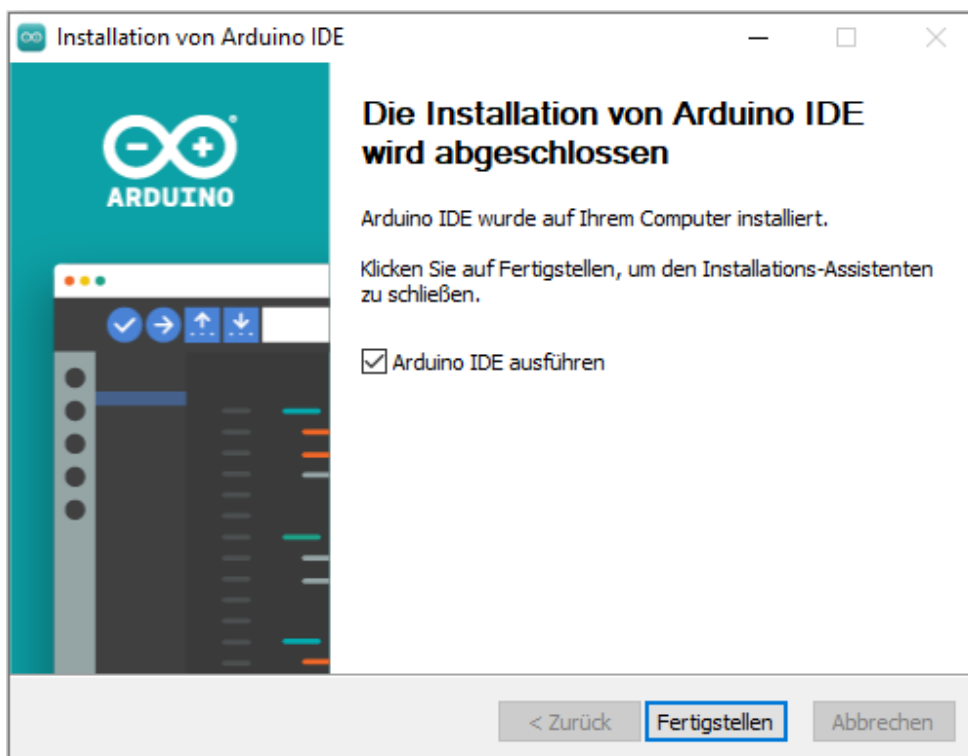 Installation von Arduino IDE
ARDUINO
Die Installation von Arduino IDE
wird abgeschlossen
Arduino IDE wurde auf Ihrem Computer installiert.
Klicken Sie auf Fertigstellen, um den Installations-Assistenten
zu schließen.
Arduino IDE ausführen
< Zurück
Fertigstellen
Abbrechen